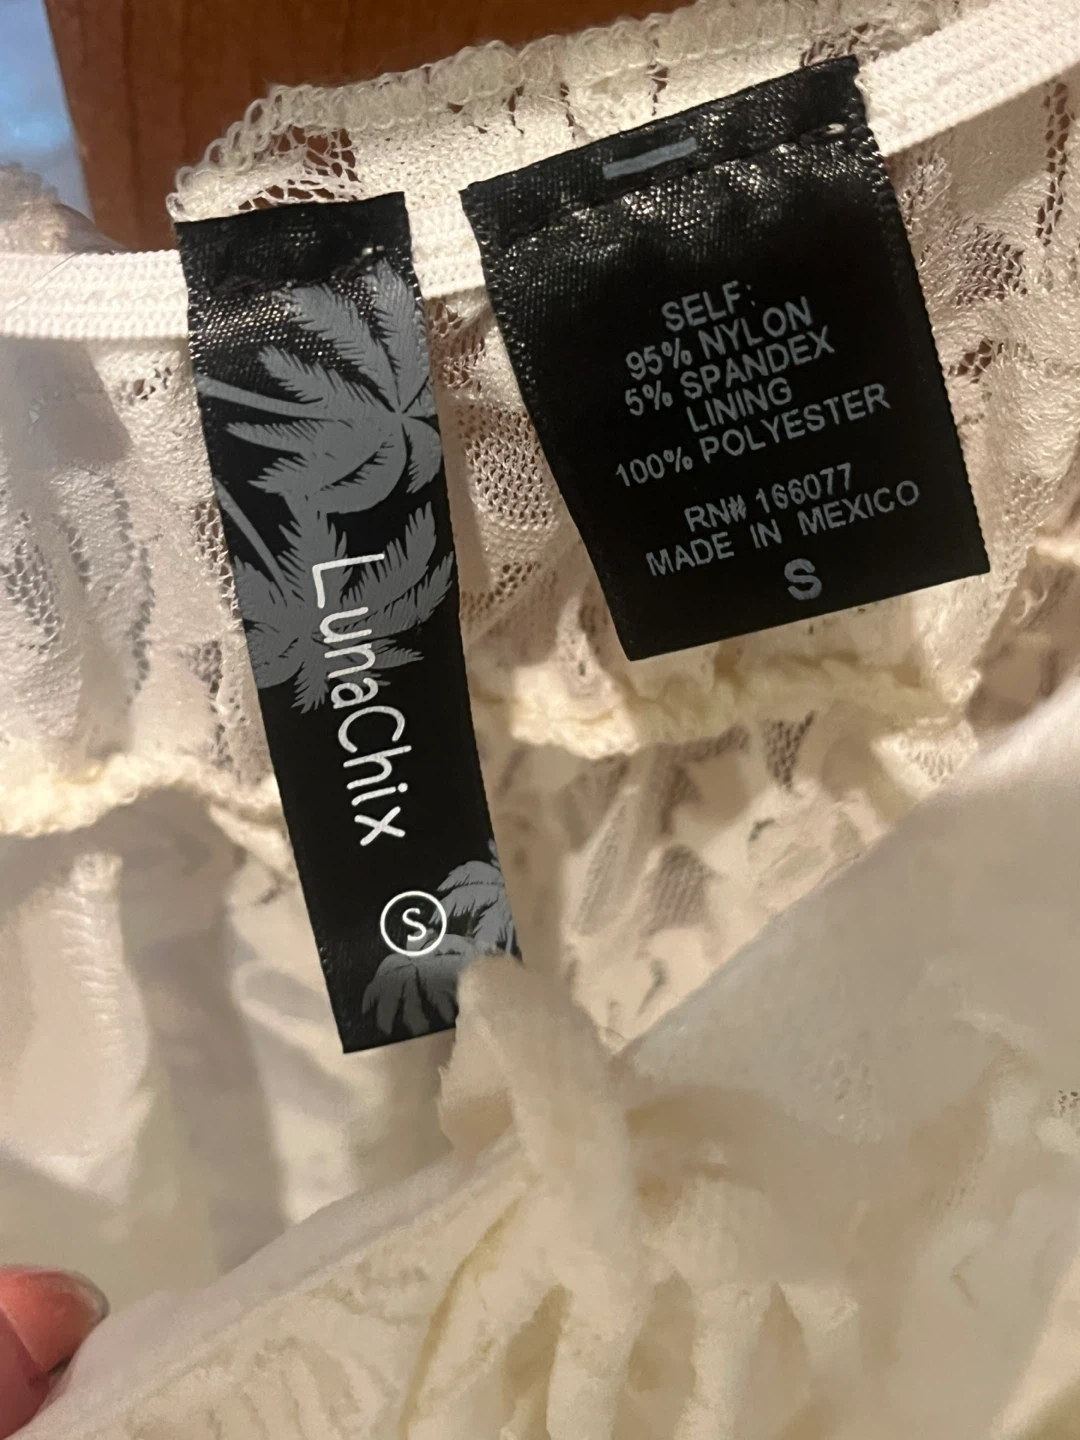 LunaChix
S
SELF:
95% NYLON
5% SPANDEX
LINING
100% POLYESTER
RN# 166077
MADE IN MEXICO
S